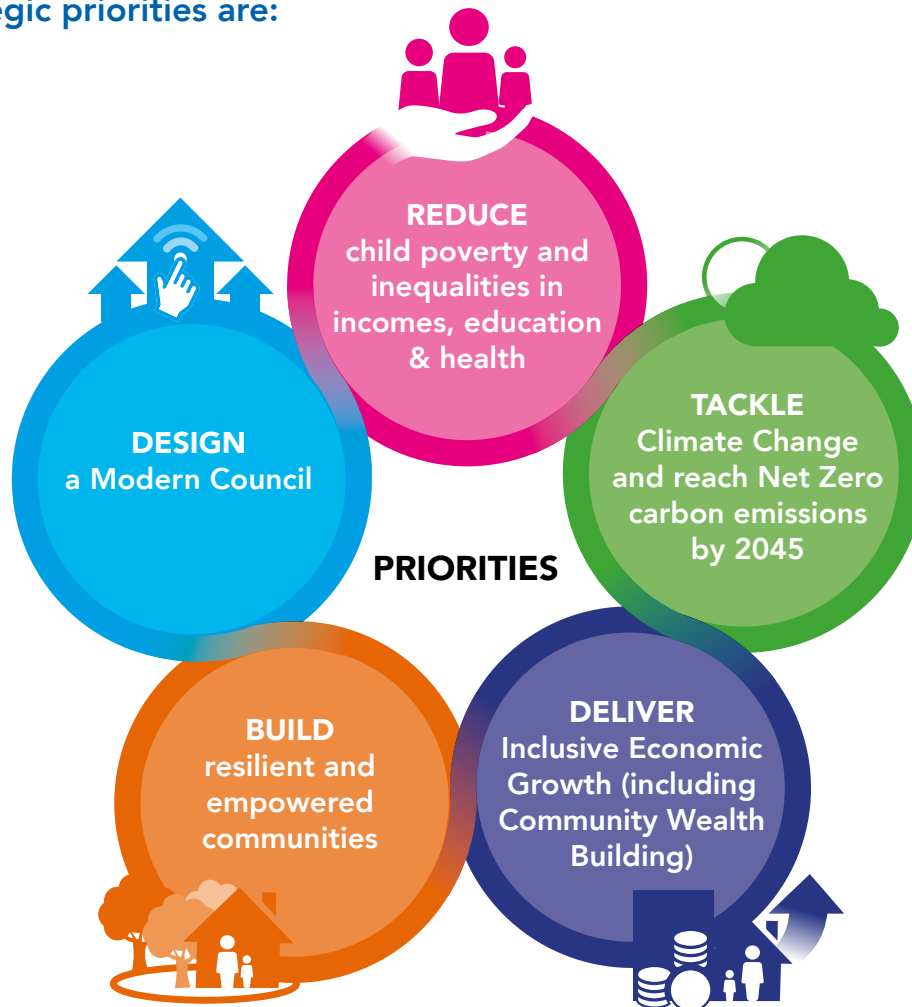 egic priorities are:
REDUCE
child poverty and
inequalities in
incomes, education
& health
TACKLE
Climate Change
and reach Net Zero
carbon emissions
by 2045
DELIVER
Inclusive Economic
Growth (including
Community Wealth
Building)
BUILD
resilient and
empowered
communities
DESIGN
a Modern Council
PRIORITIES